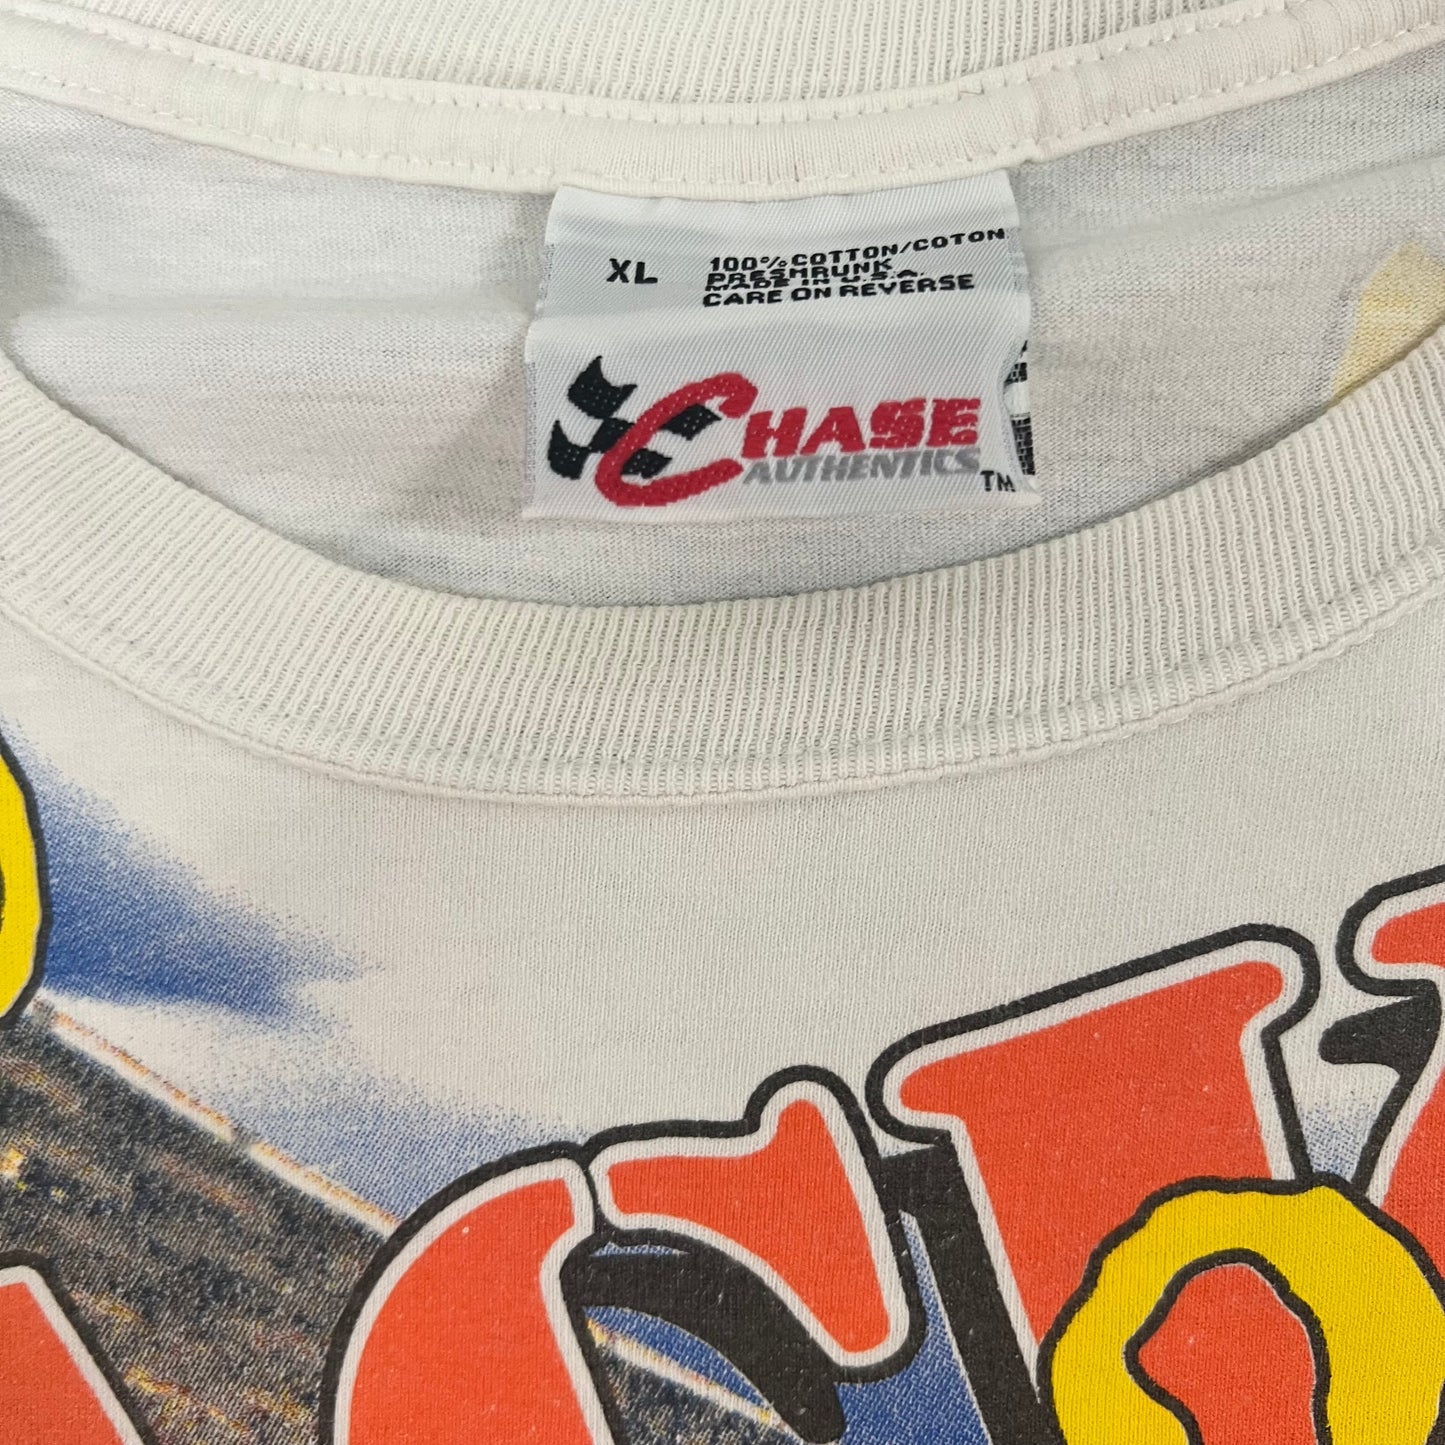 XL
100% COTTON/COTON
PRESHRUNK
MADE IN U.S.A.
CARE ON REVERSE
CHASE
AUTHENTICS
TM